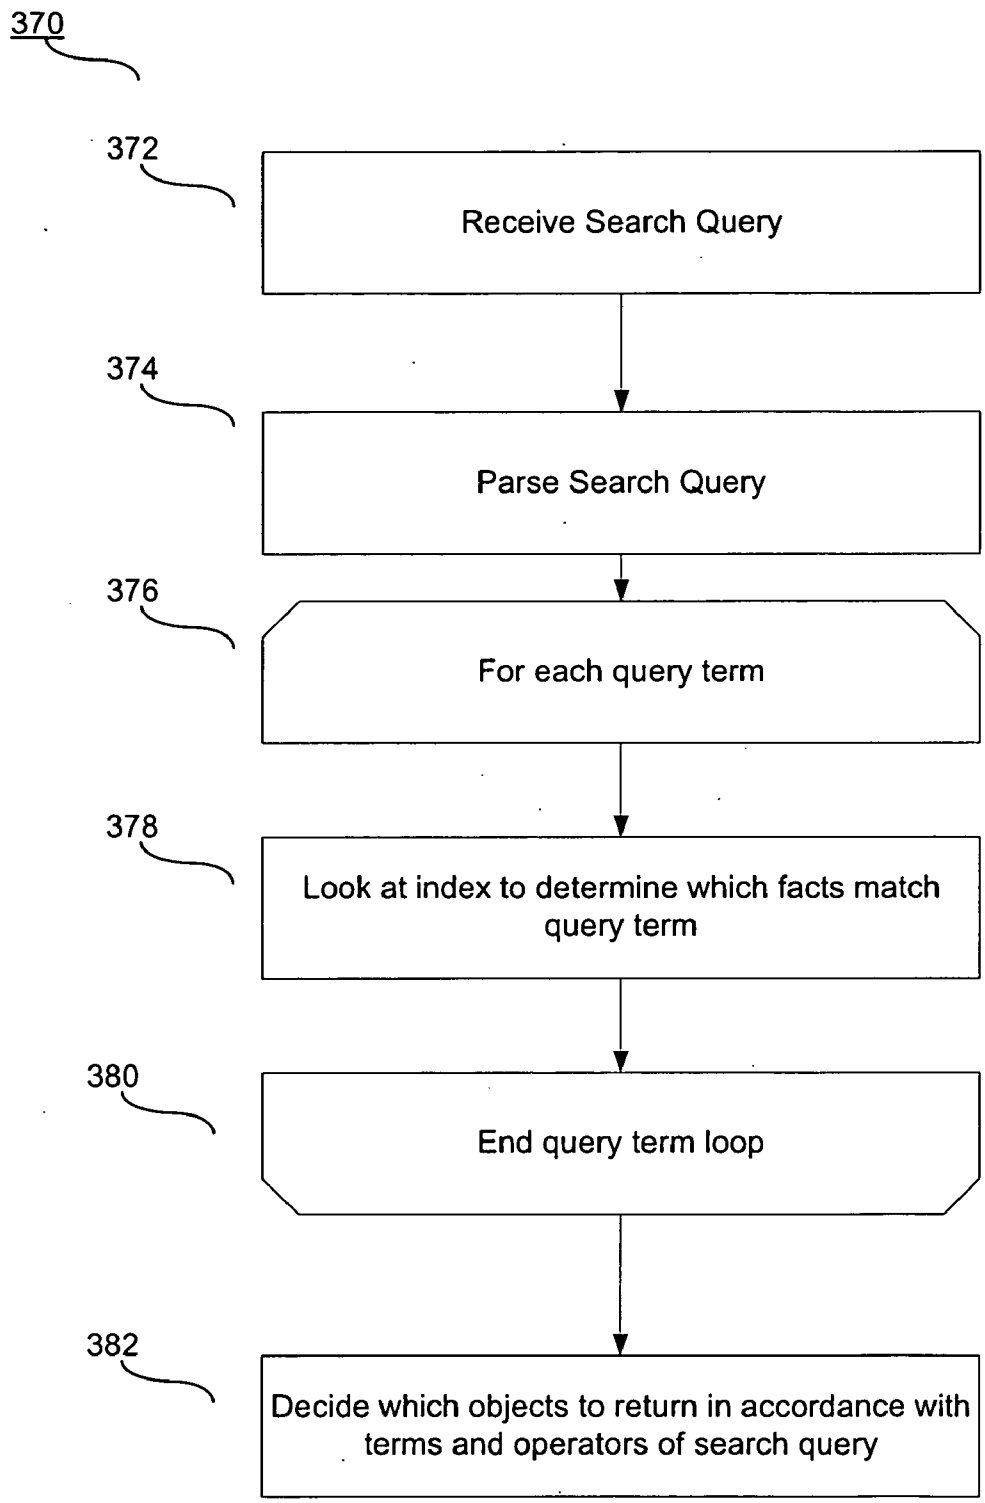 370
372
Receive Search Query
374
Parse Search Query
376
For each query term
378
Look at index to determine which facts match
query term
380
End query term loop
382
Decide which objects to return in accordance with
terms and operators of search query